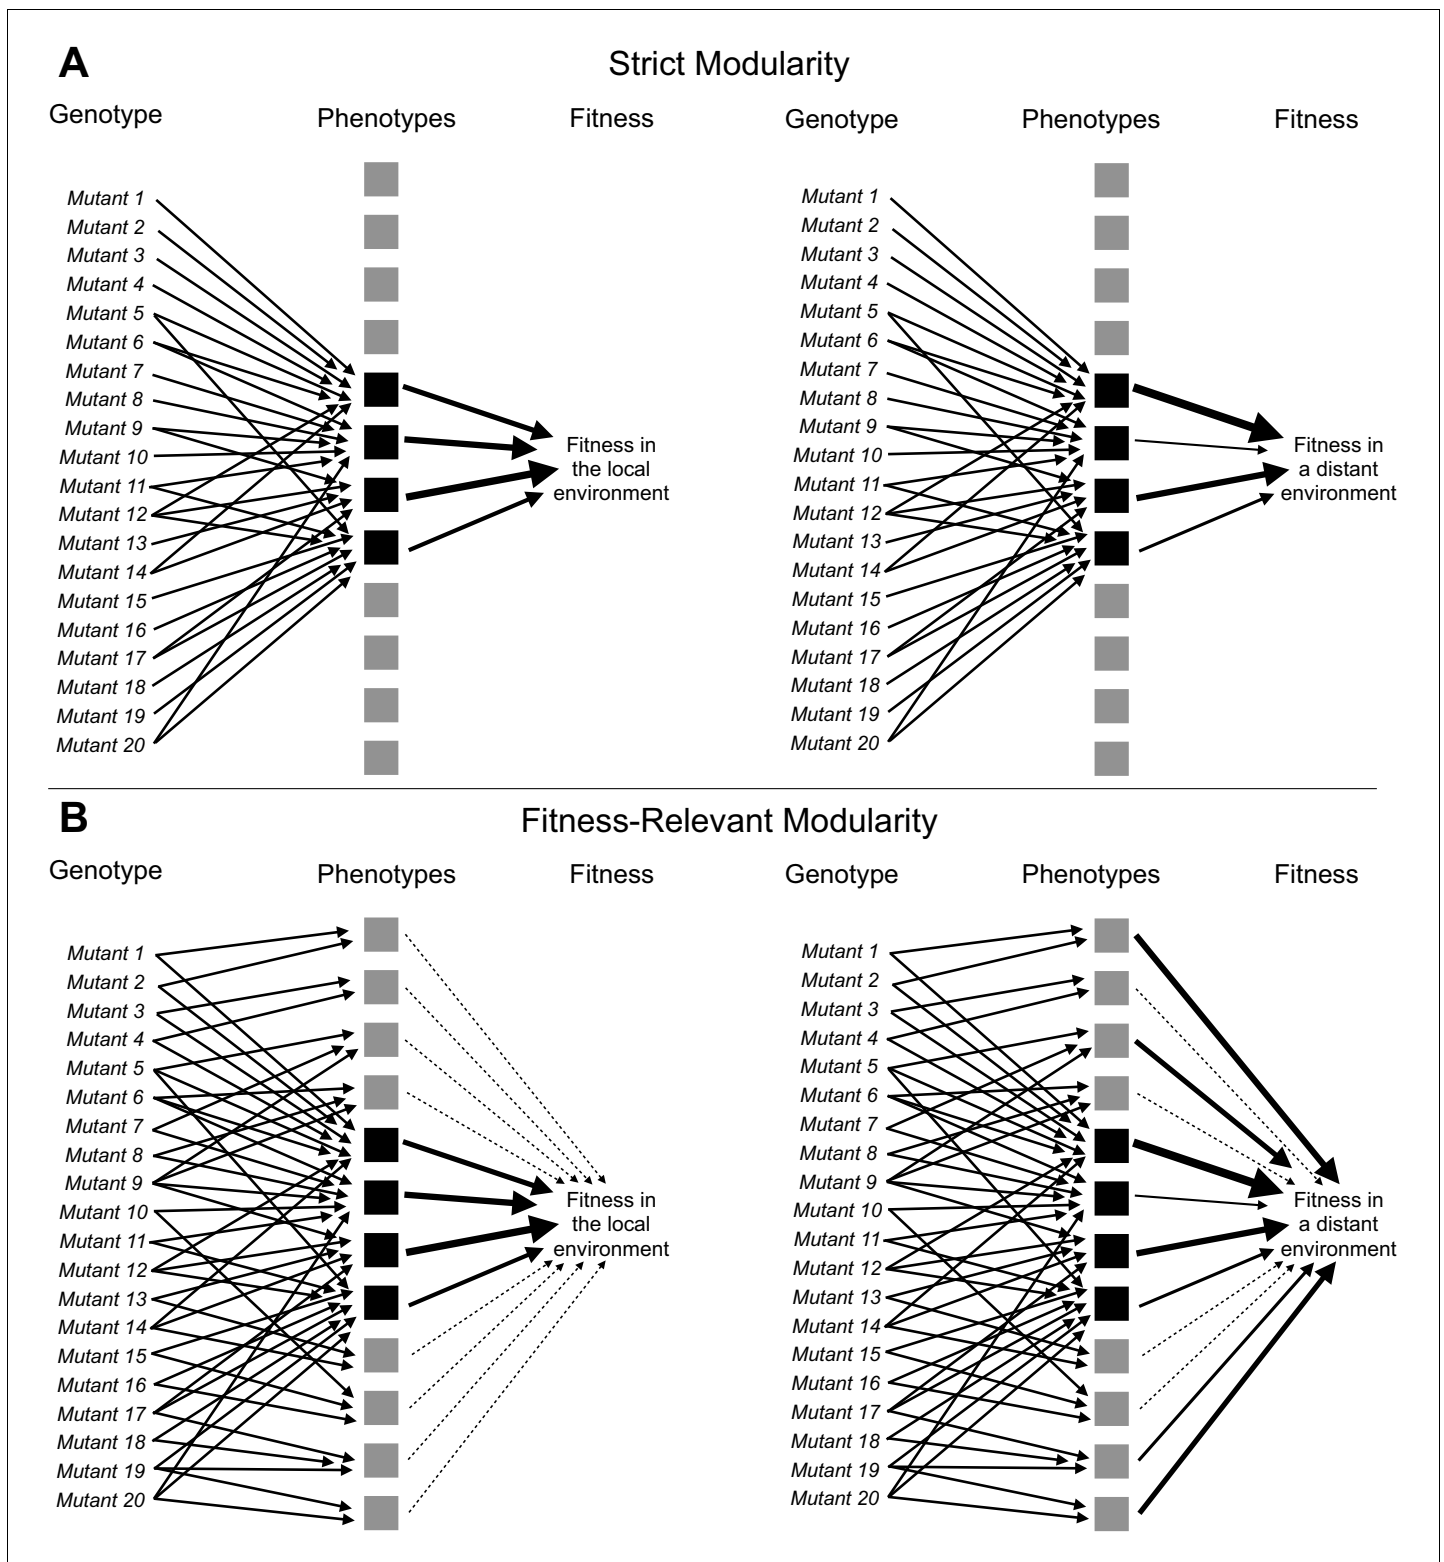 A
Strict Modularity
Genotype
Phenotypes
Fitness
Mutant 1
Mutant 2
Mutant 3
Mutant 4
Mutant 5
Mutant 6
Mutant 7
Mutant 8
Mutant 9
Mutant 10
Mutant 11
Mutant 12
Mutant 13
Mutant 14
Mutant 15
Mutant 16
Mutant 17
Mutant 18
Mutant 19
Mutant 20
Fitness in
the local
environment
Genotype
Phenotypes
Fitness
Mutant 1
Mutant 2
Mutant 3
Mutant 4
Mutant 5
Mutant 6
Mutant 7
Mutant 8
Mutant 9
Mutant 10
Mutant 11
Mutant 12
Mutant 13
Mutant 14
Mutant 15
Mutant 16
Mutant 17
Mutant 18
Mutant 19
Mutant 20
Fitness in
a distant
environment
B
Fitness-Relevant Modularity
Genotype
Phenotypes
Fitness
Mutant 1
Mutant 2
Mutant 3
Mutant 4
Mutant 5
Mutant 6
Mutant 7
Mutant 8
Mutant 9
Mutant 10
Mutant 11
Mutant 12
Mutant 13
Mutant 14
Mutant 15
Mutant 16
Mutant 17
Mutant 18
Mutant 19
Mutant 20
Fitness in
the local
environment
Genotype
Phenotypes
Fitness
Mutant 1
Mutant 2
Mutant 3
Mutant 4
Mutant 5
Mutant 6
Mutant 7
Mutant 8
Mutant 9
Mutant 10
Mutant 11
Mutant 12
Mutant 13
Mutant 14
Mutant 15
Mutant 16
Mutant 17
Mutant 18
Mutant 19
Mutant 20
Fitness in
a distant
environment